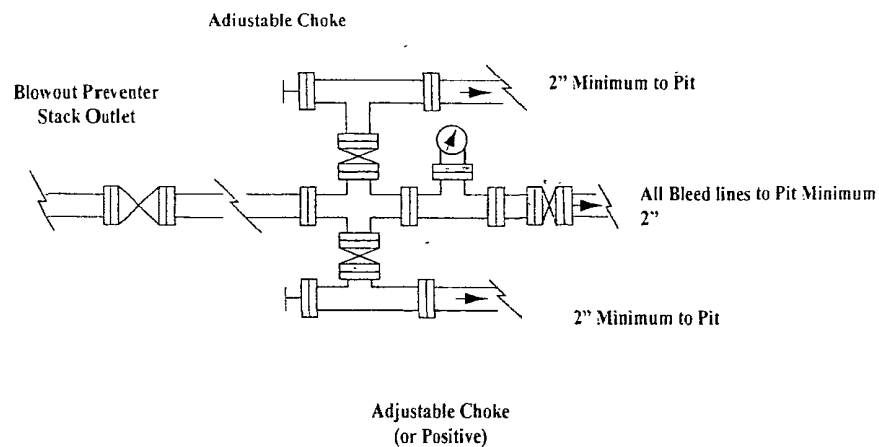 Adjustable Choke
2” Minimum to Pit
Blowout Preventer
Stack Outlet
All Bleed lines to Pit Minimum
2”
2” Minimum to Pit
Adjustable Choke
(or Positive)